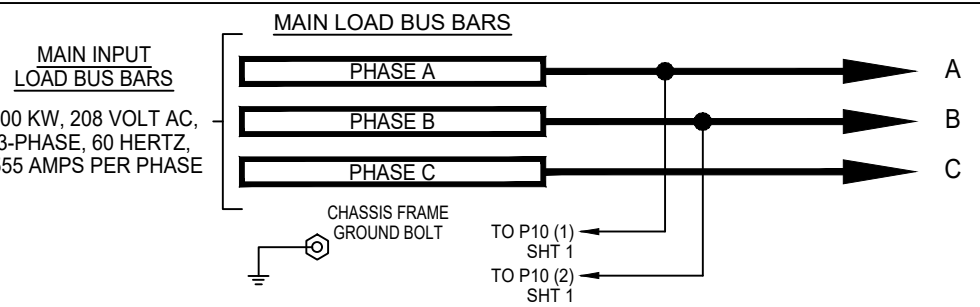 MAIN LOAD BUS BARS
MAIN INPUT
LOAD BUS BARS
00 KW, 208 VOLT AC,
3-PHASE, 60 HERTZ,
555 AMPS PER PHASE
PHASE A
A
PHASE B
B
PHASE C
C
CHASSIS FRAME
GROUND BOLT
TO P10 (1)
SHT 1
TO P10 (2)
SHT 1